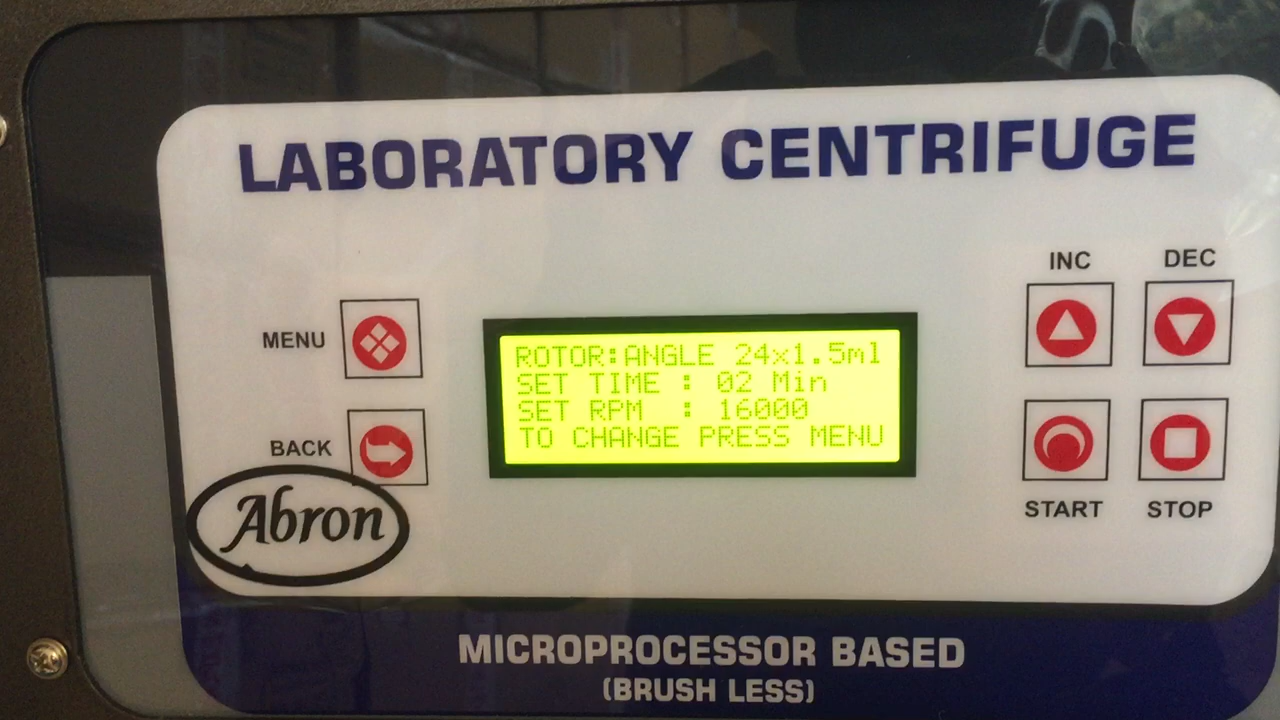 LABORATORY CENTRIFUGE
INC
DEC
MENU
ROTOR:ANGLE 24x1.5ml
SET TIME : 02 Min
SET RPM : 16000
TO CHANGE PRESS MENU
BACK
Abron
START
STOP
MICROPROCESSOR BASED
(BRUSH LESS)